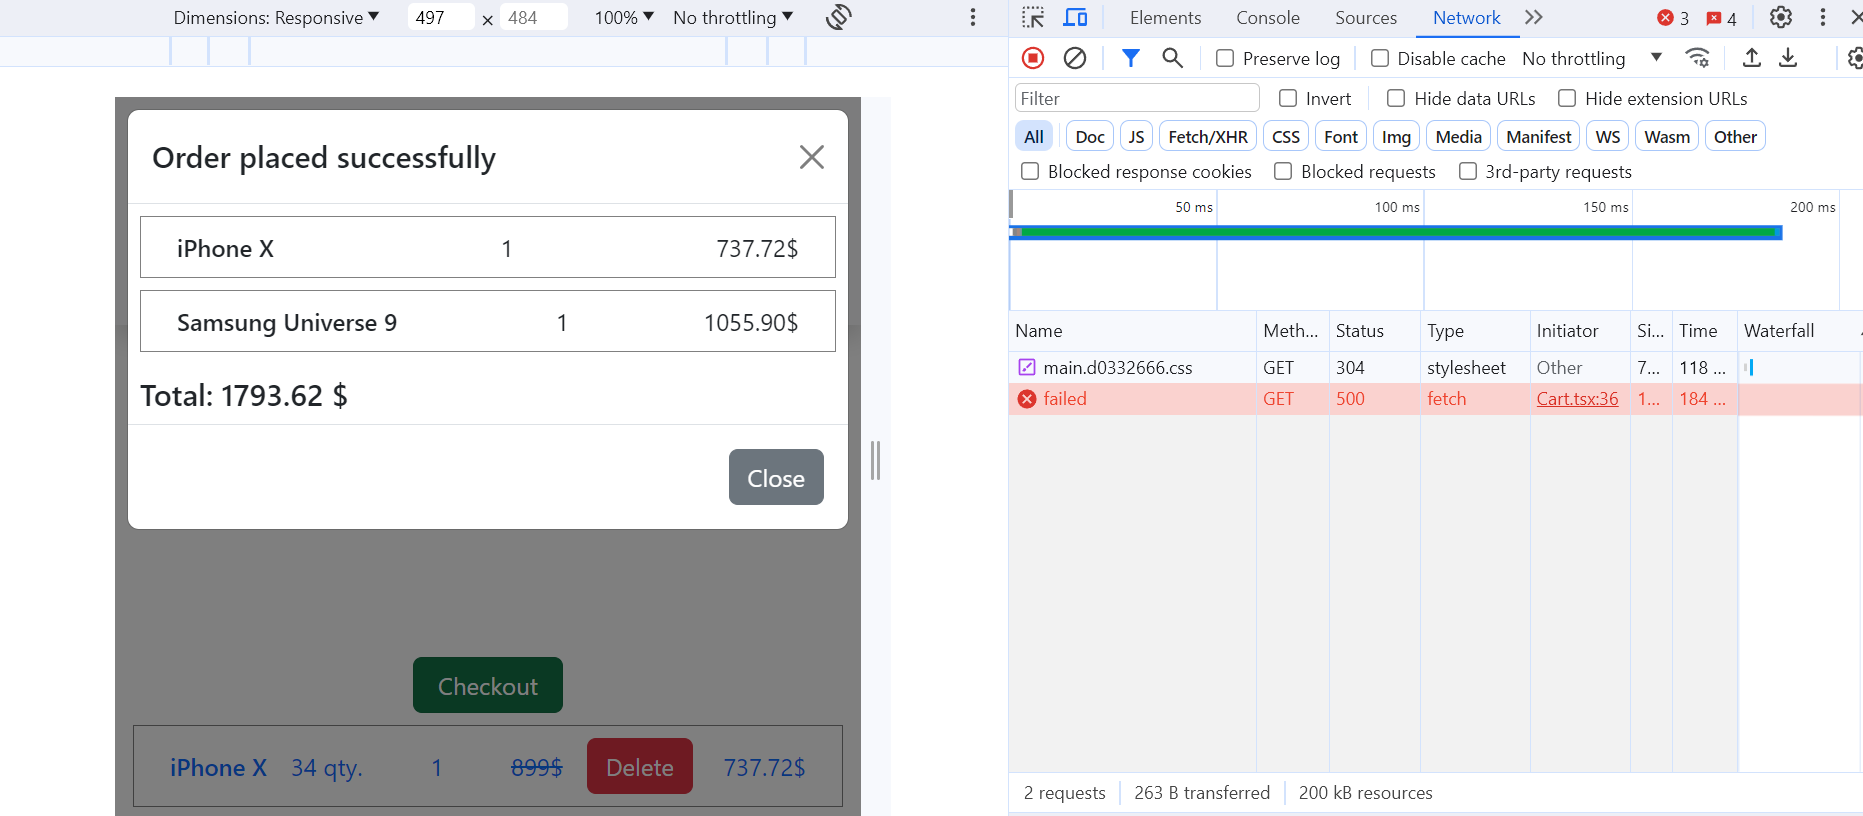 Dimensions: Responsive 497 × 484 100% No throttling
Order placed successfully
iPhone X 1 737.72$
Samsung Universe 9 1 1055.90$
Total: 1793.62 $
Close
Checkout
iPhone X 34 qty. 1 899$ Delete 737.72$
Elements Console Sources Network 3 4
Preserve log Disable cache No throttling
Filter Invert Hide data URLs Hide extension URLs
All Doc JS Fetch/XHR CSS Font Img Media Manifest WS Wasm Other
Blocked response cookies Blocked requests 3rd-party requests
50 ms 100 ms 150 ms 200 ms
Name Meth... Status Type Initiator Si... Time Waterfall
main.d0332666.css GET 304 stylesheet Other 7... 118 ...
failed GET 500 fetch Cart.tsx:36 1... 184 ...
2 requests 263 B transferred 200 kB resources